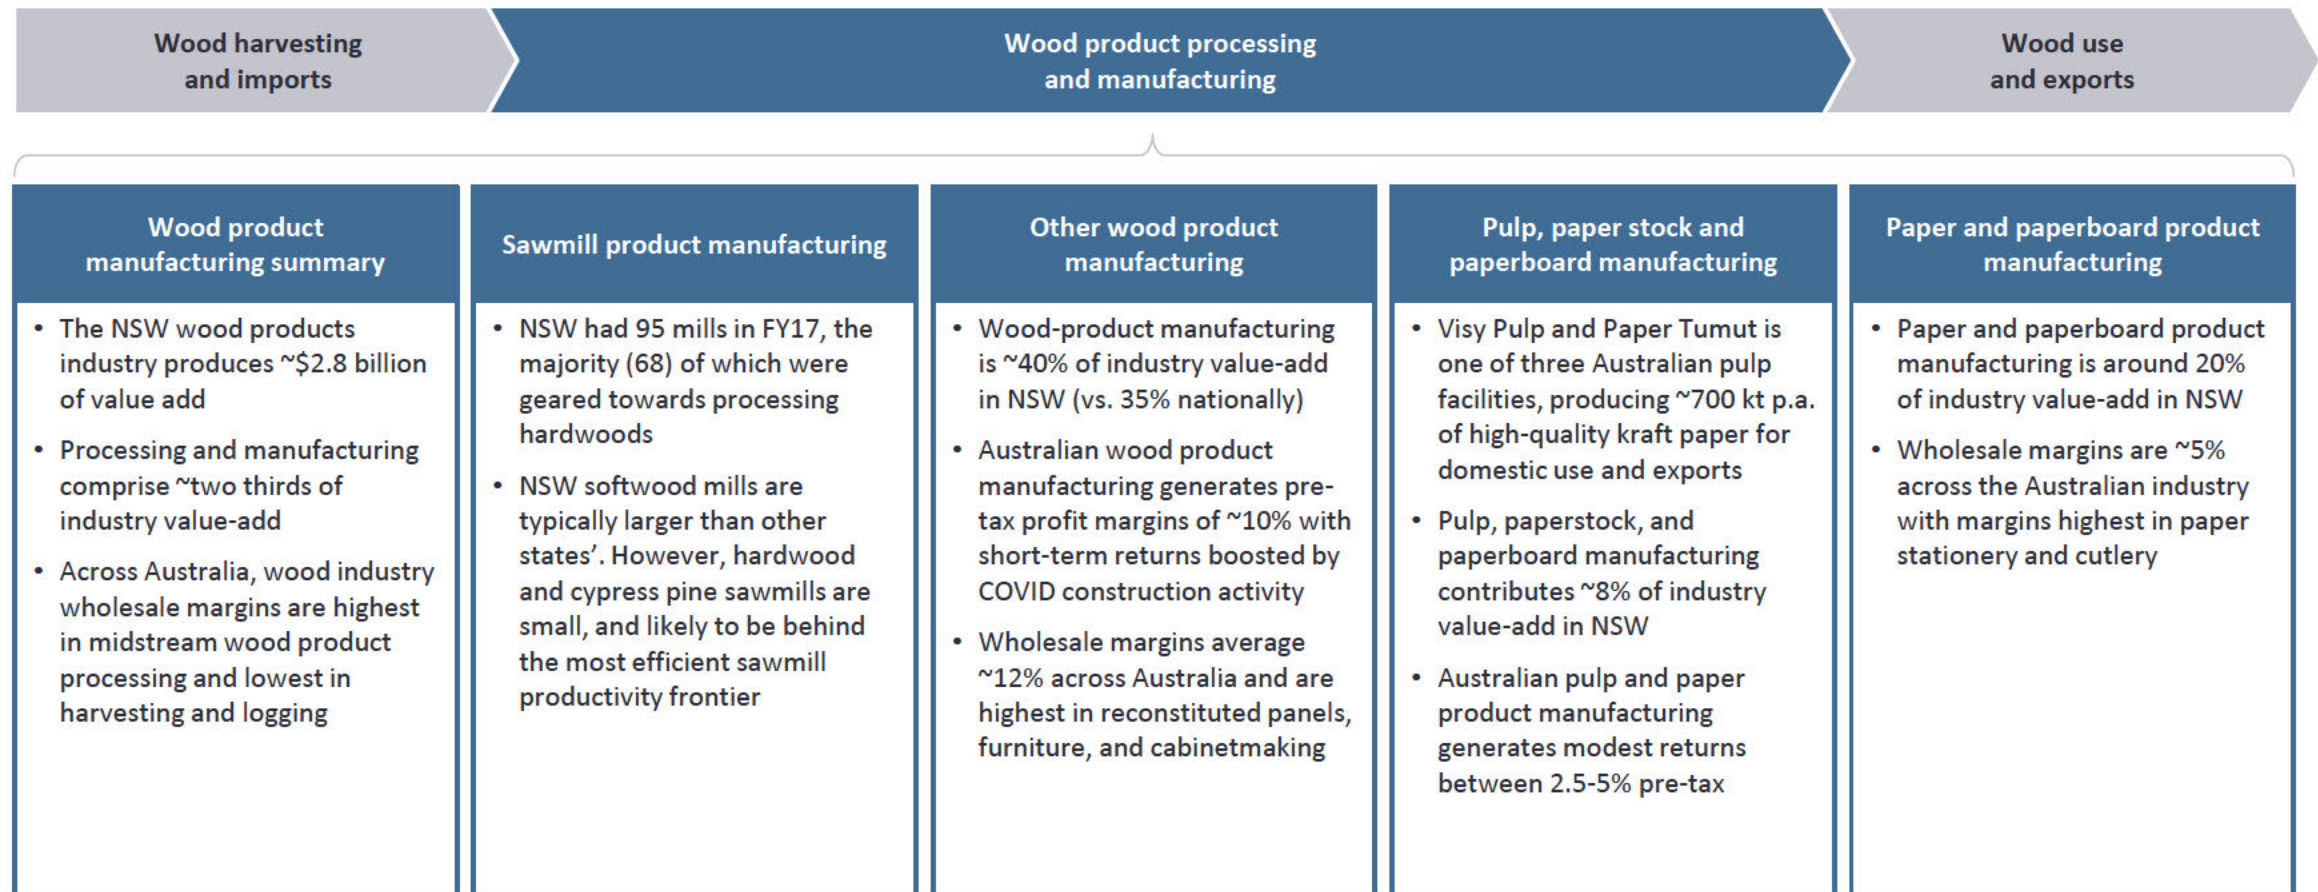 Wood harvesting
and imports
Wood product processing
and manufacturing
Wood use
and exports
Wood product
manufacturing summary
• The NSW wood products
industry produces ~$2.8 billion
of value add
• Processing and manufacturing
comprise ~two thirds of
industry value-add
• Across Australia, wood industry
wholesale margins are highest
in midstream wood product
processing and lowest in
harvesting and logging
Sawmill product manufacturing
• NSW had 95 mills in FY17, the
majority (68) of which were
geared towards processing
hardwoods
• NSW softwood mills are
typically larger than other
states’. However, hardwood
and cypress pine sawmills are
small, and likely to be behind
the most efficient sawmill
productivity frontier
Other wood product
manufacturing
• Wood-product manufacturing
is ~40% of industry value-add
in NSW (vs. 35% nationally)
• Australian wood product
manufacturing generates pre-
tax profit margins of ~10% with
short-term returns boosted by
COVID construction activity
• Wholesale margins average
~12% across Australia and are
highest in reconstituted panels,
furniture, and cabinetmaking
Pulp, paper stock and
paperboard manufacturing
• Visy Pulp and Paper Tumut is
one of three Australian pulp
facilities, producing ~700 kt p.a.
of high-quality kraft paper for
domestic use and exports
• Pulp, paperstock, and
paperboard manufacturing
contributes ~8% of industry
value-add in NSW
• Australian pulp and paper
product manufacturing
generates modest returns
between 2.5-5% pre-tax
Paper and paperboard product
manufacturing
• Paper and paperboard product
manufacturing is around 20%
of industry value-add in NSW
• Wholesale margins are ~5%
across the Australian industry
with margins highest in paper
stationery and cutlery